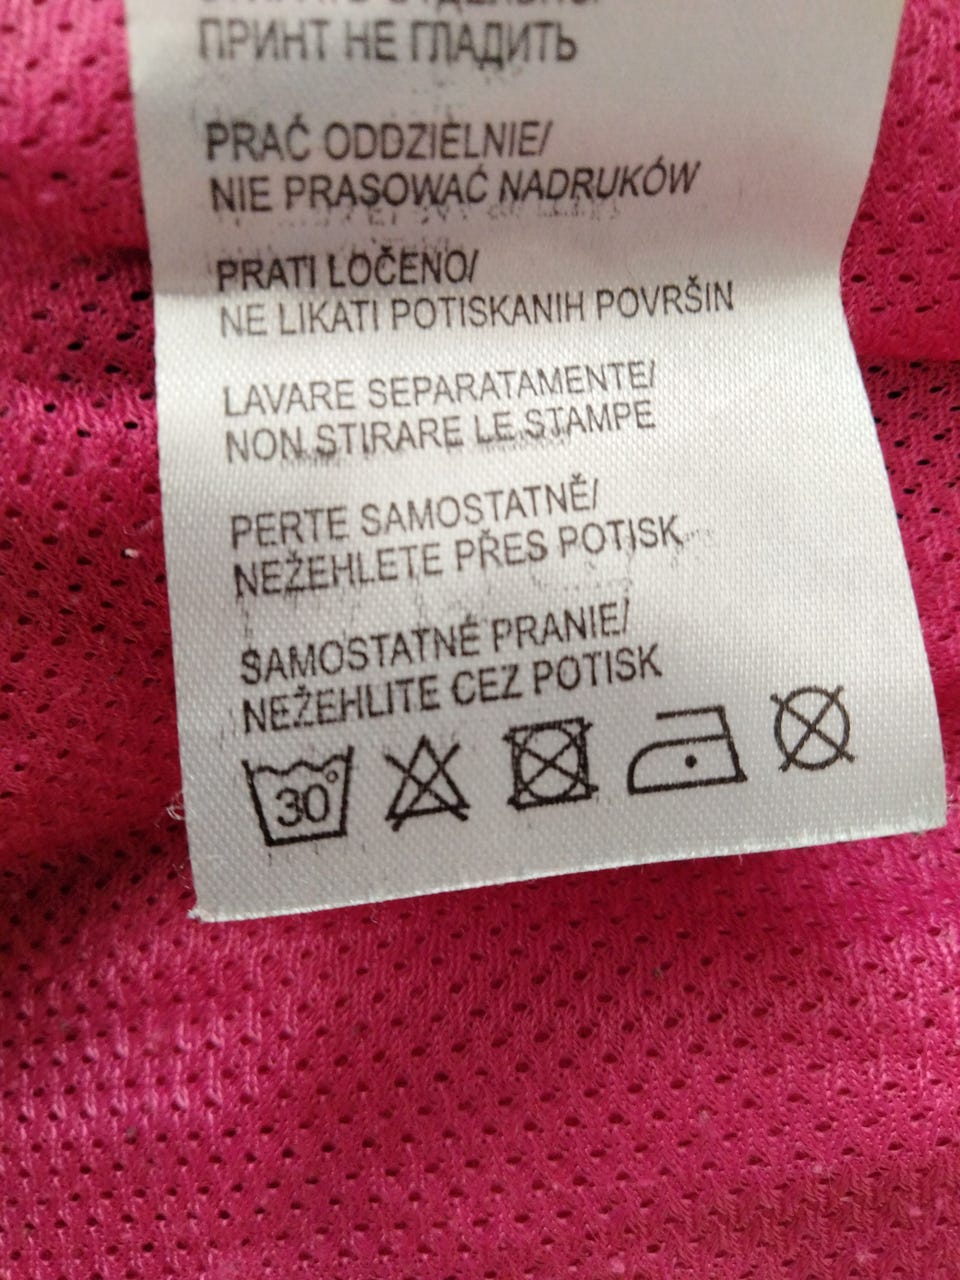 ПРИНТ НЕ ГЛАДИТЬ
PRAĆ ODDZIELNIE/
NIE PRASOWAĆ NADRUKÓW
PRATI LOČENO/
NE LIKATI POTISKANIH POVRŠIN
LAVARE SEPARATAMENTE/
NON STIRARE LE STAMPE
PERTE SAMOSTATNĚ/
NEŽEHLETE PŘES POTISK
SAMOSTATNÉ PRANIE/
NEŽEHLITE CEZ POTISK
30°